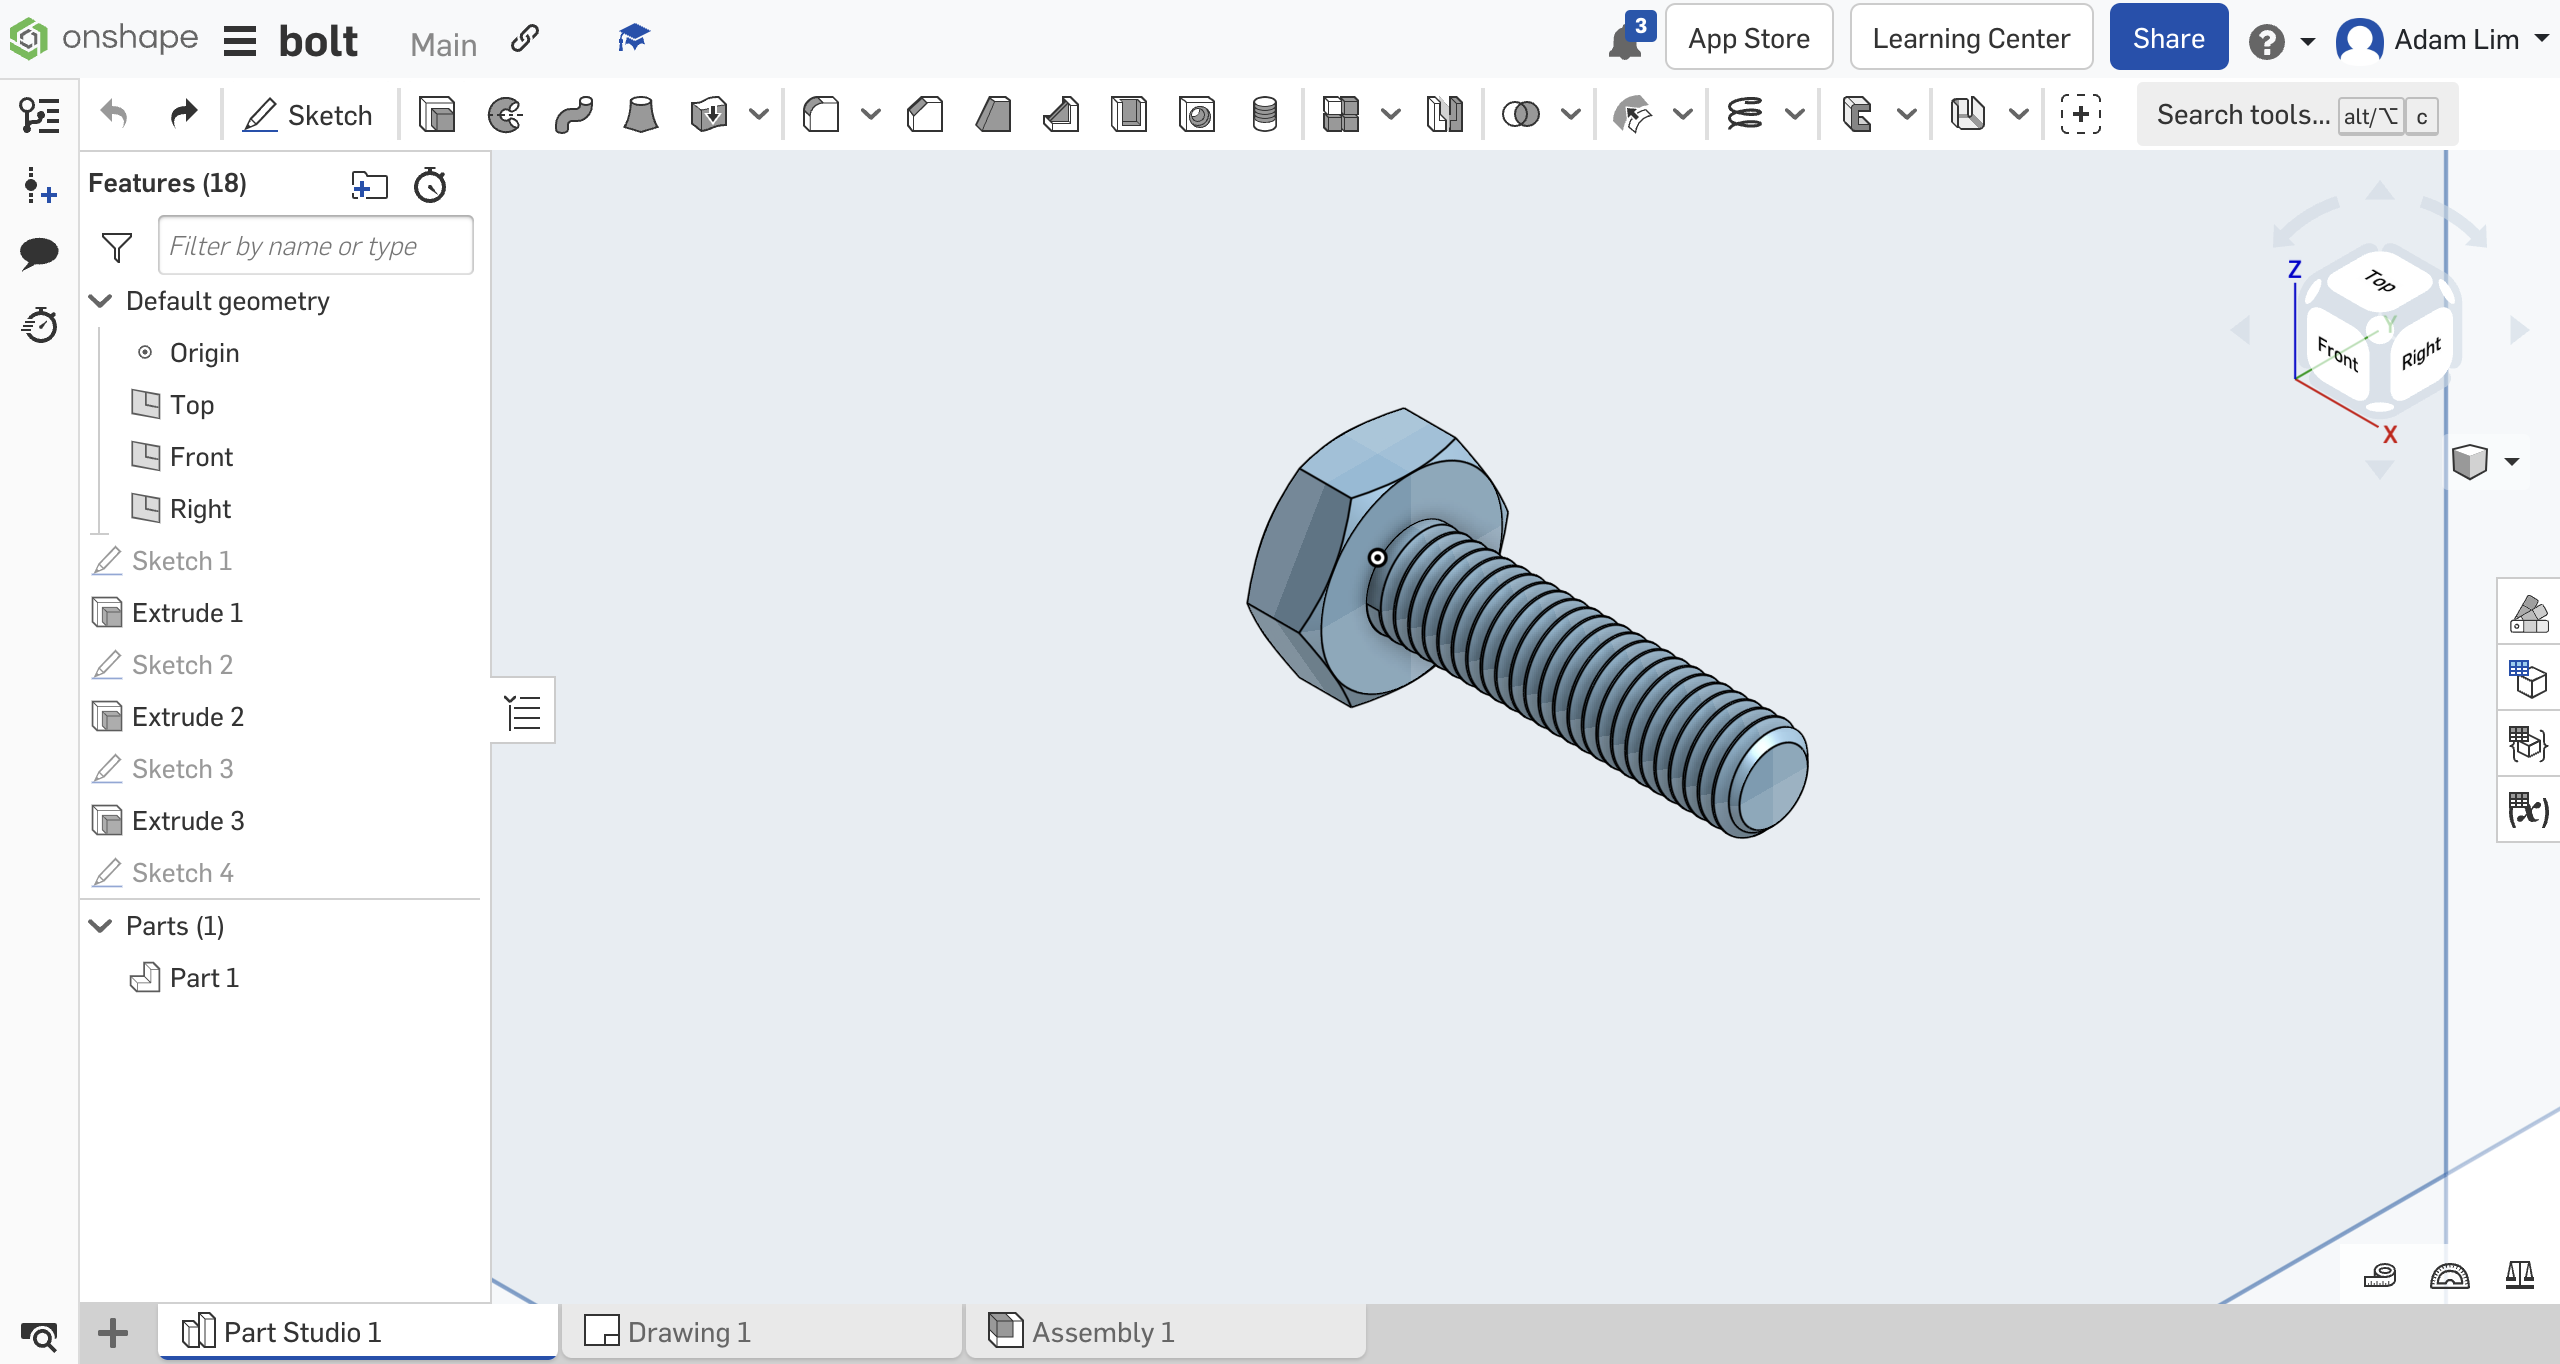 onshape bolt Main 3 App Store Learning Center Share Adam Lim
Sketch Search tools... alt/⌥ c
Features (18)
Filter by name or type
Default geometry
Origin
Top
Front
Right
Sketch 1
Extrude 1
Sketch 2
Extrude 2
Sketch 3
Extrude 3
Sketch 4
Parts (1)
Part 1
Z
Top
Y
Front
Right
X
(x)
Part Studio 1
Drawing 1
Assembly 1